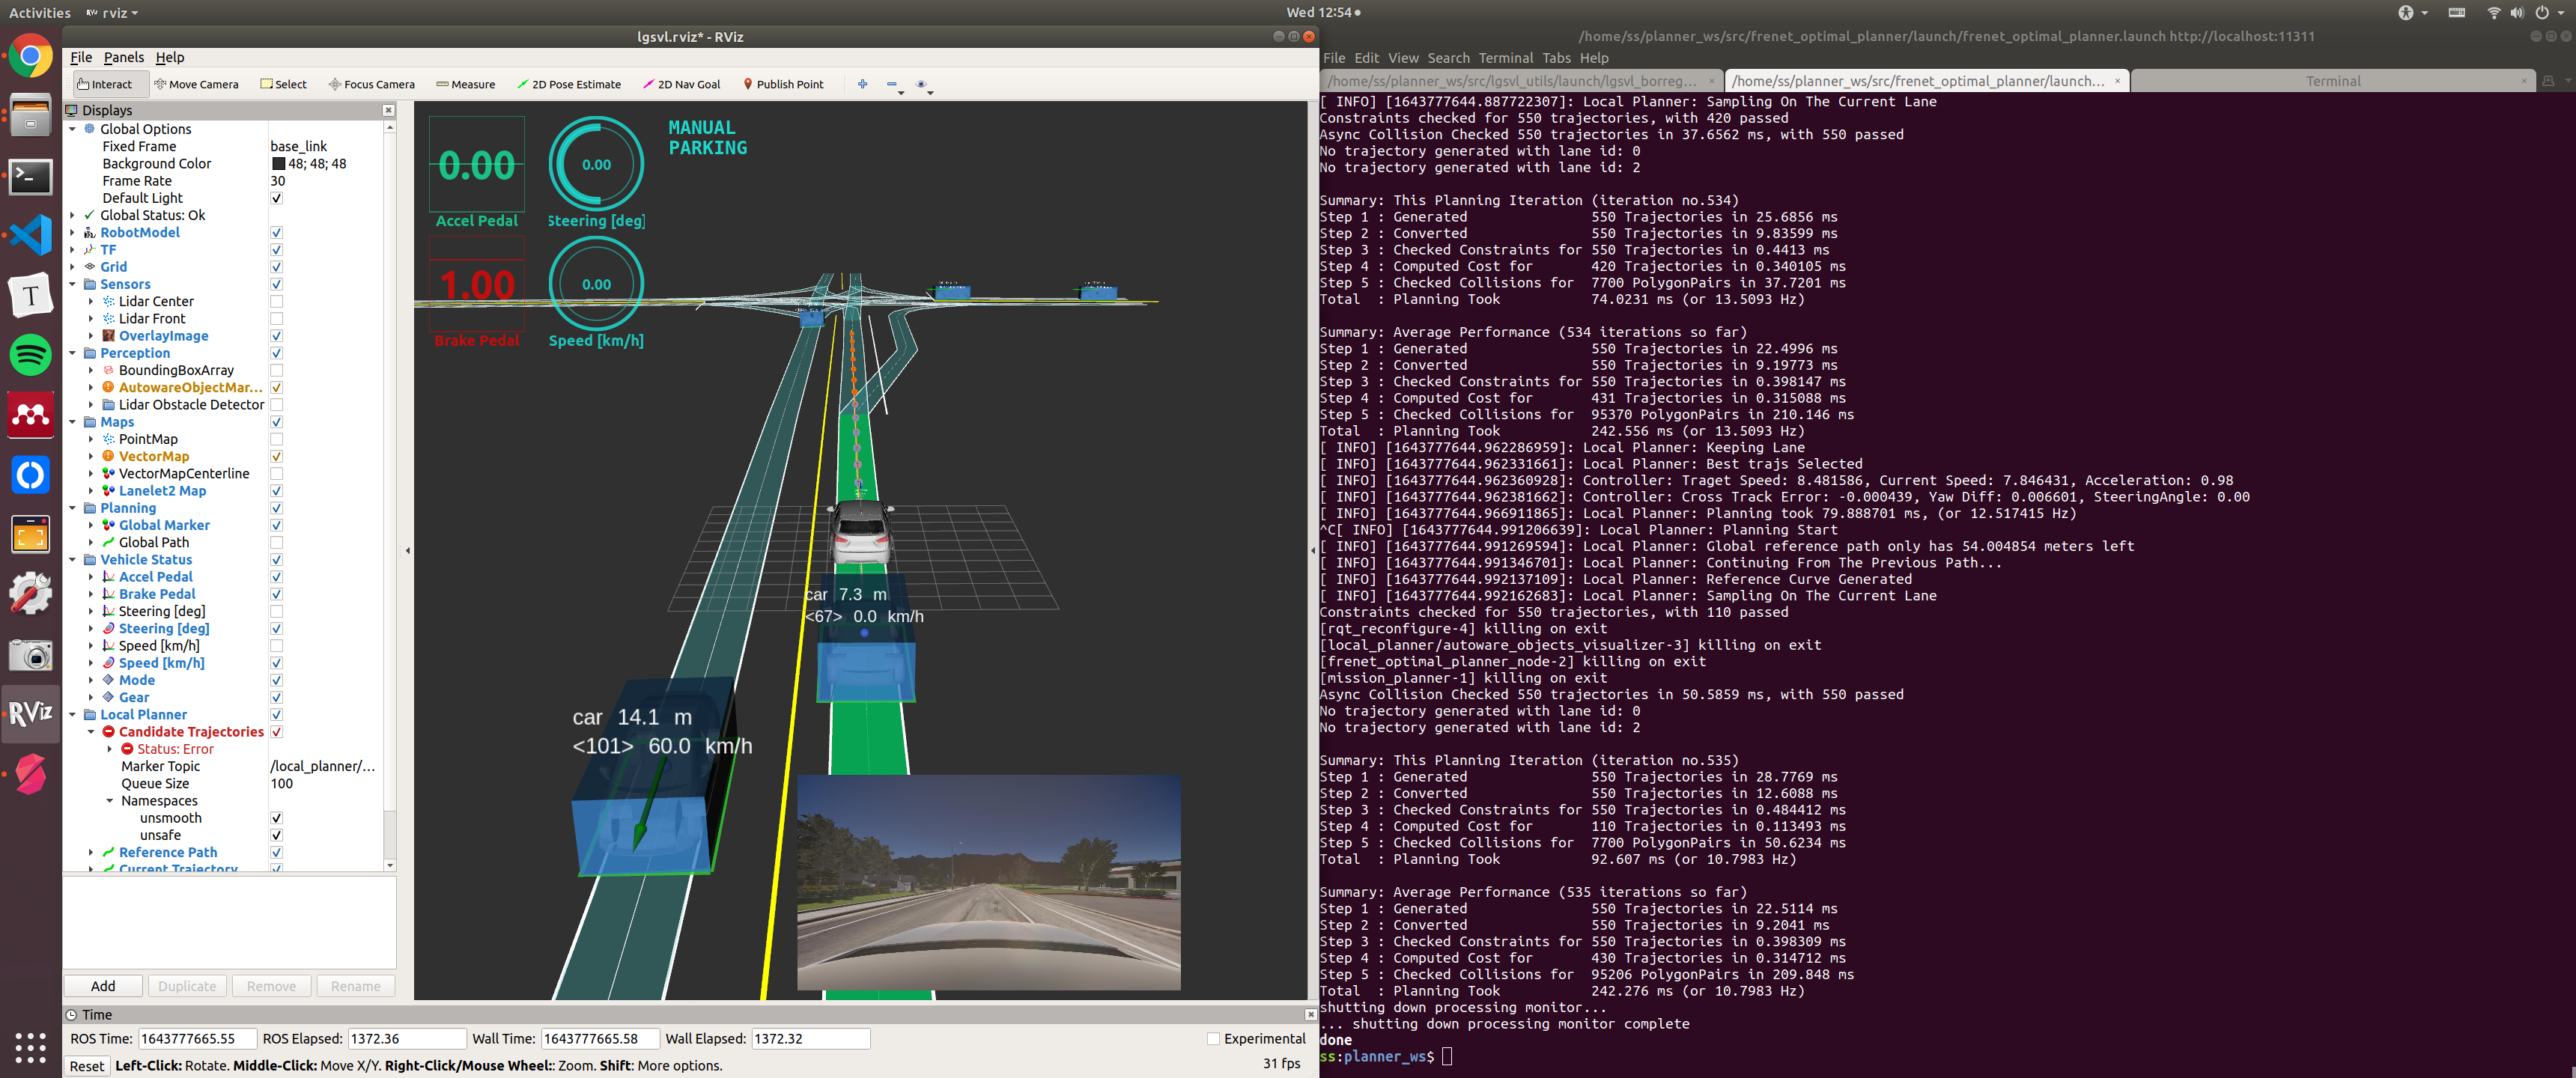 Activities
rviz
Wed 12:54
lgsvl.rviz* - RViz
File Panels Help
Interact Move Camera Select Focus Camera Measure 2D Pose Estimate 2D Nav Goal Publish Point
Displays
Global Options
Fixed Frame base_link
Background Color 48; 48; 48
Frame Rate 30
Default Light
Global Status: Ok
RobotModel
TF
Grid
Sensors
Lidar Center
Lidar Front
OverlayImage
Perception
BoundingBoxArray
AutowareObjectMar...
Lidar Obstacle Detector
Maps
PointMap
VectorMap
VectorMapCenterline
Lanelet2 Map
Planning
Global Marker
Global Path
Vehicle Status
Accel Pedal
Brake Pedal
Steering [deg]
Steering [deg]
Speed [km/h]
Speed [km/h]
Mode
Gear
Local Planner
Candidate Trajectories
Status: Error
Marker Topic /local_planner/...
Queue Size 100
Namespaces
unsmooth
unsafe
Reference Path
Current Trajectory
Add Duplicate Remove Rename
Time
ROS Time: 1643777665.55 ROS Elapsed: 1372.36 Wall Time: 1643777665.58 Wall Elapsed: 1372.32 Experimental
Reset Left-Click: Rotate. Middle-Click: Move X/Y. Right-Click/Mouse Wheel:: Zoom. Shift: More options. 31 fps
T
RViz
0.00
Accel Pedal
0.00
Steering [deg]
MANUAL
PARKING
1.00
Brake Pedal
0.00
Speed [km/h]
car 7.3 m
<67> 0.0 km/h
car 14.1 m
<101> 60.0 km/h
/home/ss/planner_ws/src/frenet_optimal_planner/launch/frenet_optimal_planner.launch http://localhost:11311
File Edit View Search Terminal Tabs Help
/home/ss/planner_ws/src/lgsvl_utils/launch/lgsvl_borreg... /home/ss/planner_ws/src/frenet_optimal_planner/launch... Terminal
[ INFO] [1643777644.887722307]: Local Planner: Sampling On The Current Lane
Constraints checked for 550 trajectories, with 420 passed
Async Collision Checked 550 trajectories in 37.6562 ms, with 550 passed
No trajectory generated with lane id: 0
No trajectory generated with lane id: 2
Summary: This Planning Iteration (iteration no.534)
Step 1 : Generated 550 Trajectories in 25.6856 ms
Step 2 : Converted 550 Trajectories in 9.83599 ms
Step 3 : Checked Constraints for 550 Trajectories in 0.4413 ms
Step 4 : Computed Cost for 420 Trajectories in 0.340105 ms
Step 5 : Checked Collisions for 7700 PolygonPairs in 37.7201 ms
Total : Planning Took 74.0231 ms (or 13.5093 Hz)
Summary: Average Performance (534 iterations so far)
Step 1 : Generated 550 Trajectories in 22.4996 ms
Step 2 : Converted 550 Trajectories in 9.19773 ms
Step 3 : Checked Constraints for 550 Trajectories in 0.398147 ms
Step 4 : Computed Cost for 431 Trajectories in 0.315088 ms
Step 5 : Checked Collisions for 95370 PolygonPairs in 210.146 ms
Total : Planning Took 242.556 ms (or 13.5093 Hz)
[ INFO] [1643777644.962286959]: Local Planner: Keeping Lane
[ INFO] [1643777644.962331661]: Local Planner: Best trajs Selected
[ INFO] [1643777644.962360928]: Controller: Traget Speed: 8.481586, Current Speed: 7.846431, Acceleration: 0.98
[ INFO] [1643777644.962381662]: Controller: Cross Track Error: -0.000439, Yaw Diff: 0.006601, SteeringAngle: 0.00
[ INFO] [1643777644.966911865]: Local Planner: Planning took 79.888701 ms, (or 12.517415 Hz)
^C[ INFO] [1643777644.991206639]: Local Planner: Planning Start
[ INFO] [1643777644.991269594]: Local Planner: Global reference path only has 54.004854 meters left
[ INFO] [1643777644.991346701]: Local Planner: Continuing From The Previous Path...
[ INFO] [1643777644.992137109]: Local Planner: Reference Curve Generated
[ INFO] [1643777644.992162683]: Local Planner: Sampling On The Current Lane
Constraints checked for 550 trajectories, with 110 passed
[rqt_reconfigure-4] killing on exit
[local_planner/autoware_objects_visualizer-3] killing on exit
[frenet_optimal_planner_node-2] killing on exit
[mission_planner-1] killing on exit
Async Collision Checked 550 trajectories in 50.5859 ms, with 550 passed
No trajectory generated with lane id: 0
No trajectory generated with lane id: 2
Summary: This Planning Iteration (iteration no.535)
Step 1 : Generated 550 Trajectories in 28.7769 ms
Step 2 : Converted 550 Trajectories in 12.6088 ms
Step 3 : Checked Constraints for 550 Trajectories in 0.484412 ms
Step 4 : Computed Cost for 110 Trajectories in 0.113493 ms
Step 5 : Checked Collisions for 7700 PolygonPairs in 50.6234 ms
Total : Planning Took 92.607 ms (or 10.7983 Hz)
Summary: Average Performance (535 iterations so far)
Step 1 : Generated 550 Trajectories in 22.5114 ms
Step 2 : Converted 550 Trajectories in 9.2041 ms
Step 3 : Checked Constraints for 550 Trajectories in 0.398309 ms
Step 4 : Computed Cost for 430 Trajectories in 0.314712 ms
Step 5 : Checked Collisions for 95206 PolygonPairs in 209.848 ms
Total : Planning Took 242.276 ms (or 10.7983 Hz)
shutting down processing monitor...
... shutting down processing monitor complete
done
ss:planner_ws$